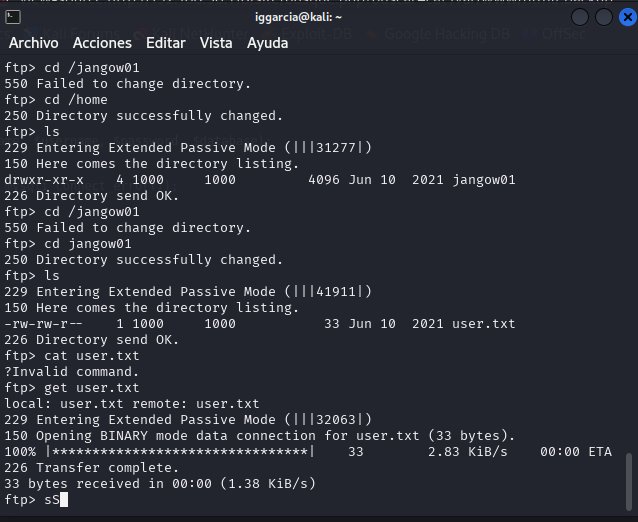 iggarcia@kali: ~
Archivo Acciones Editar Vista Ayuda
ftp> cd /jangow01
550 Failed to change directory.
ftp> cd /home
250 Directory successfully changed.
ftp> ls
229 Entering Extended Passive Mode (|||31277|)
150 Here comes the directory listing.
drwxr-xr-x    4 1000     1000         4096 Jun 10  2021 jangow01
226 Directory send OK.
ftp> cd /jangow01
550 Failed to change directory.
ftp> cd jangow01
250 Directory successfully changed.
ftp> ls
229 Entering Extended Passive Mode (|||41911|)
150 Here comes the directory listing.
-rw-rw-r--    1 1000     1000           33 Jun 10  2021 user.txt
226 Directory send OK.
ftp> cat user.txt
?Invalid command.
ftp> get user.txt
local: user.txt remote: user.txt
229 Entering Extended Passive Mode (|||32063|)
150 Opening BINARY mode data connection for user.txt (33 bytes).
100% |********************************|    33        2.83 KiB/s    00:00 ETA
226 Transfer complete.
33 bytes received in 00:00 (1.38 KiB/s)
ftp> sS